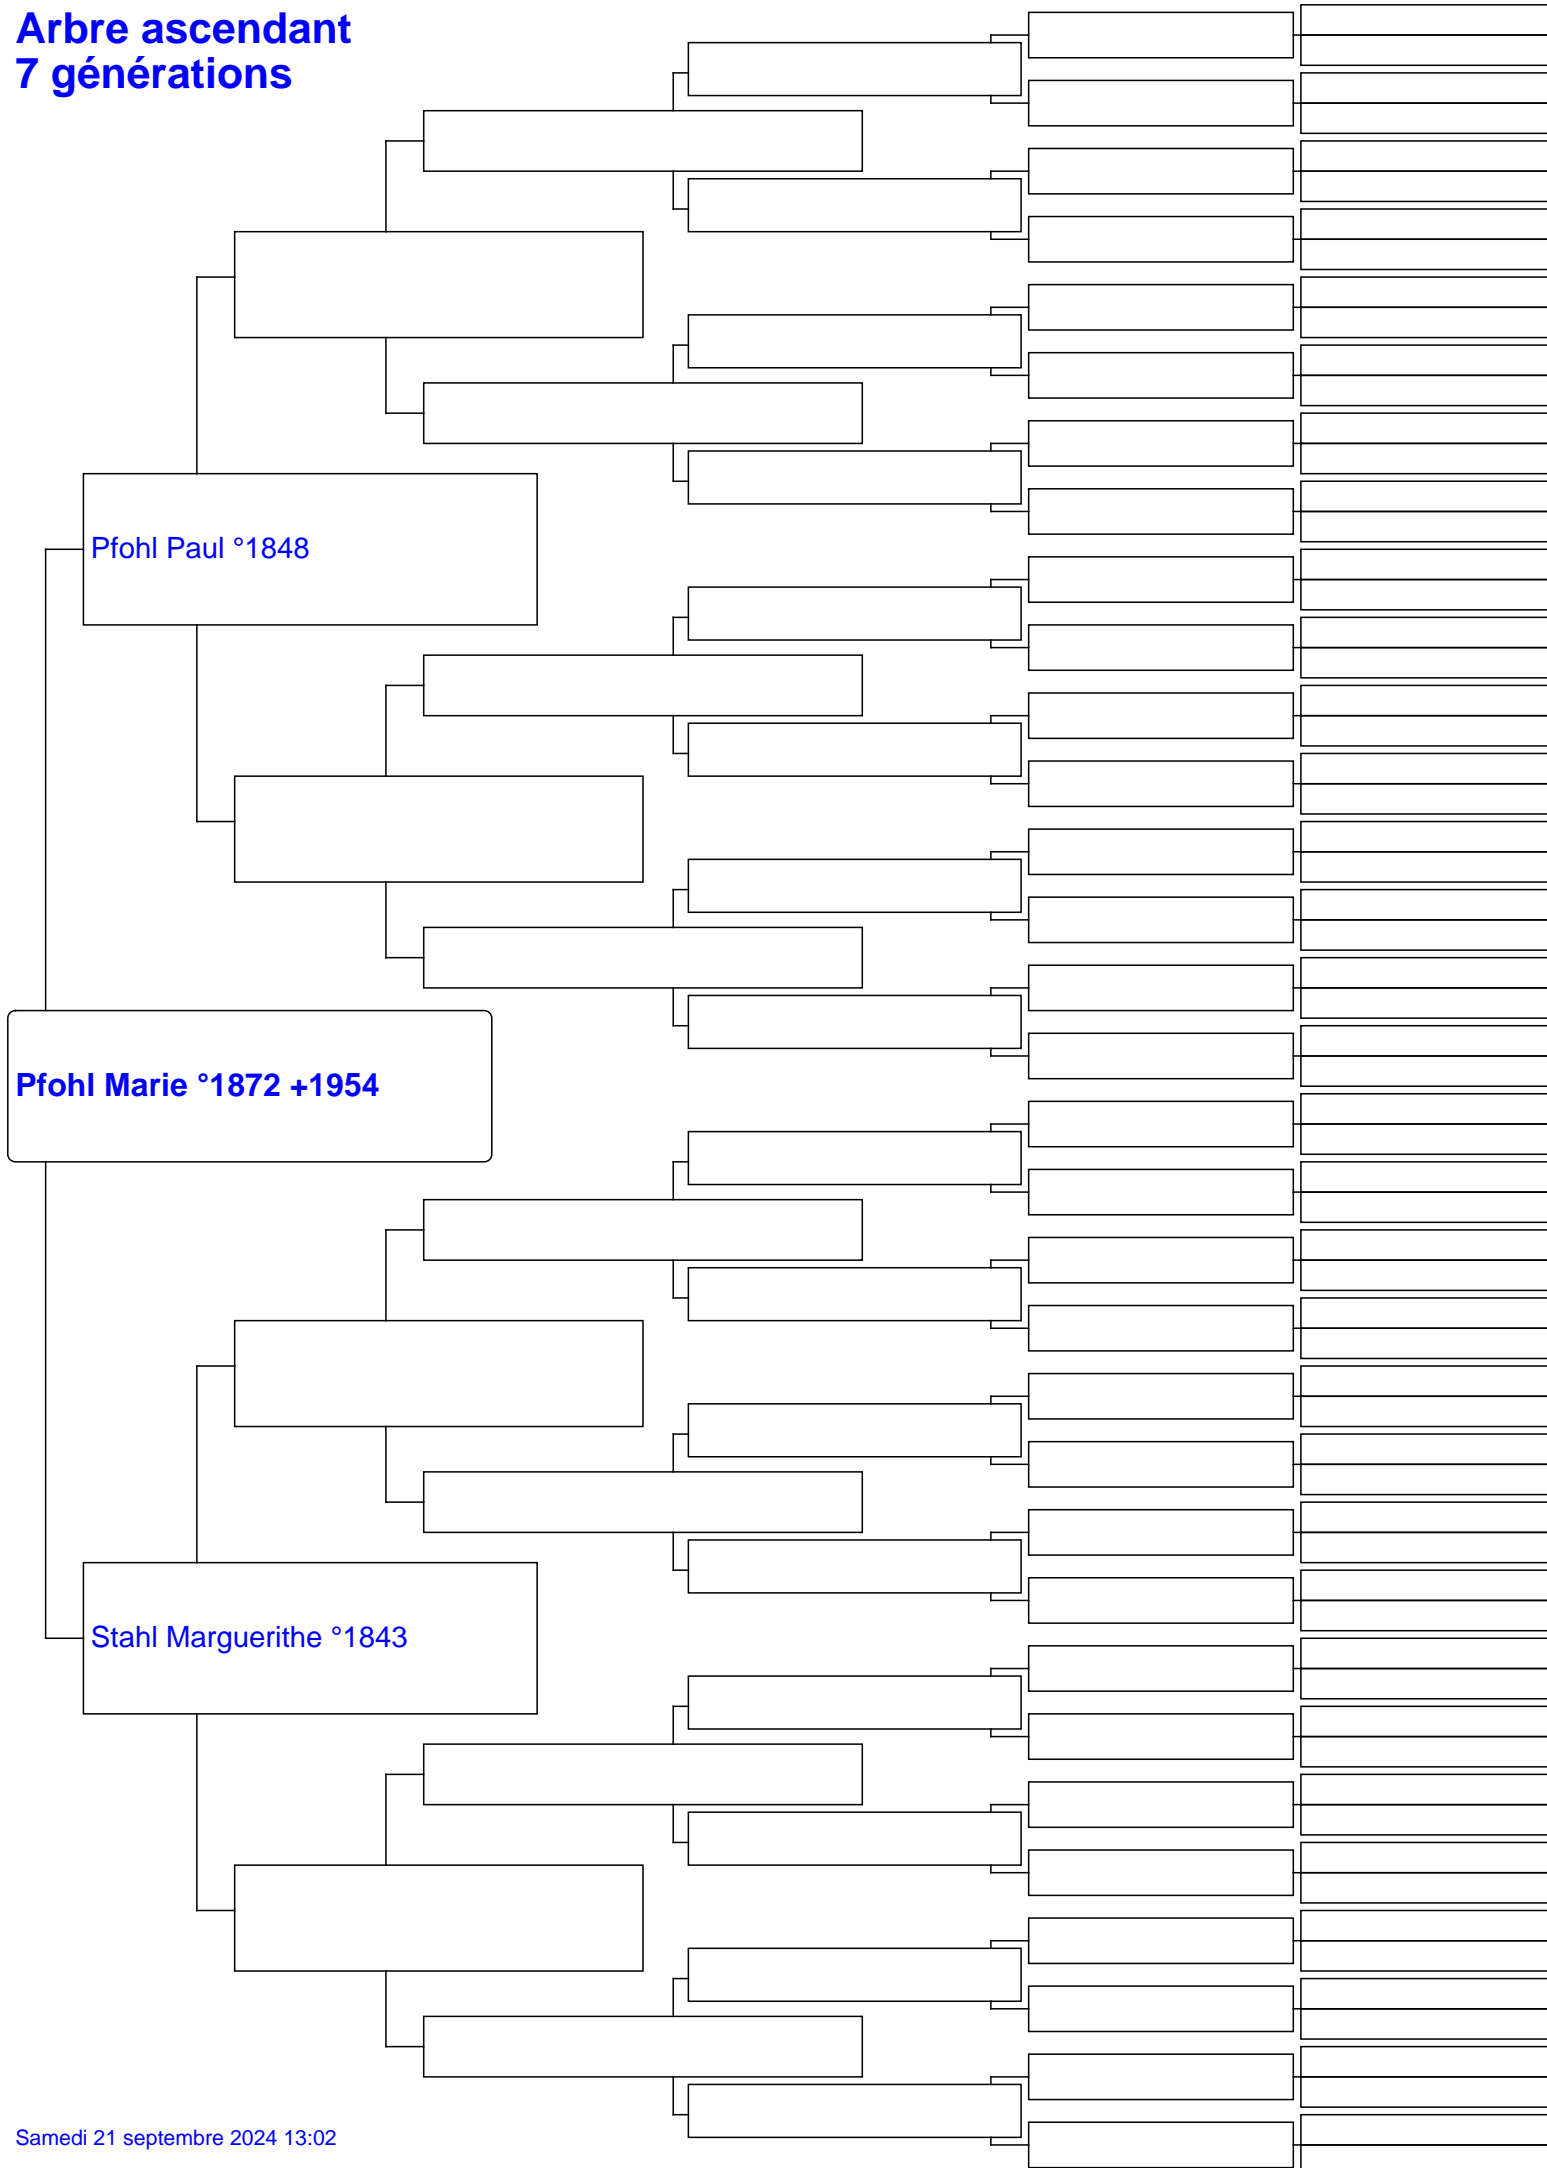 Arbre ascendant
7 générations
Pfohl Paul °1848
Pfohl Marie °1872 +1954
Stahl Marguerithe °1843
Samedi 21 septembre 2024 13:02